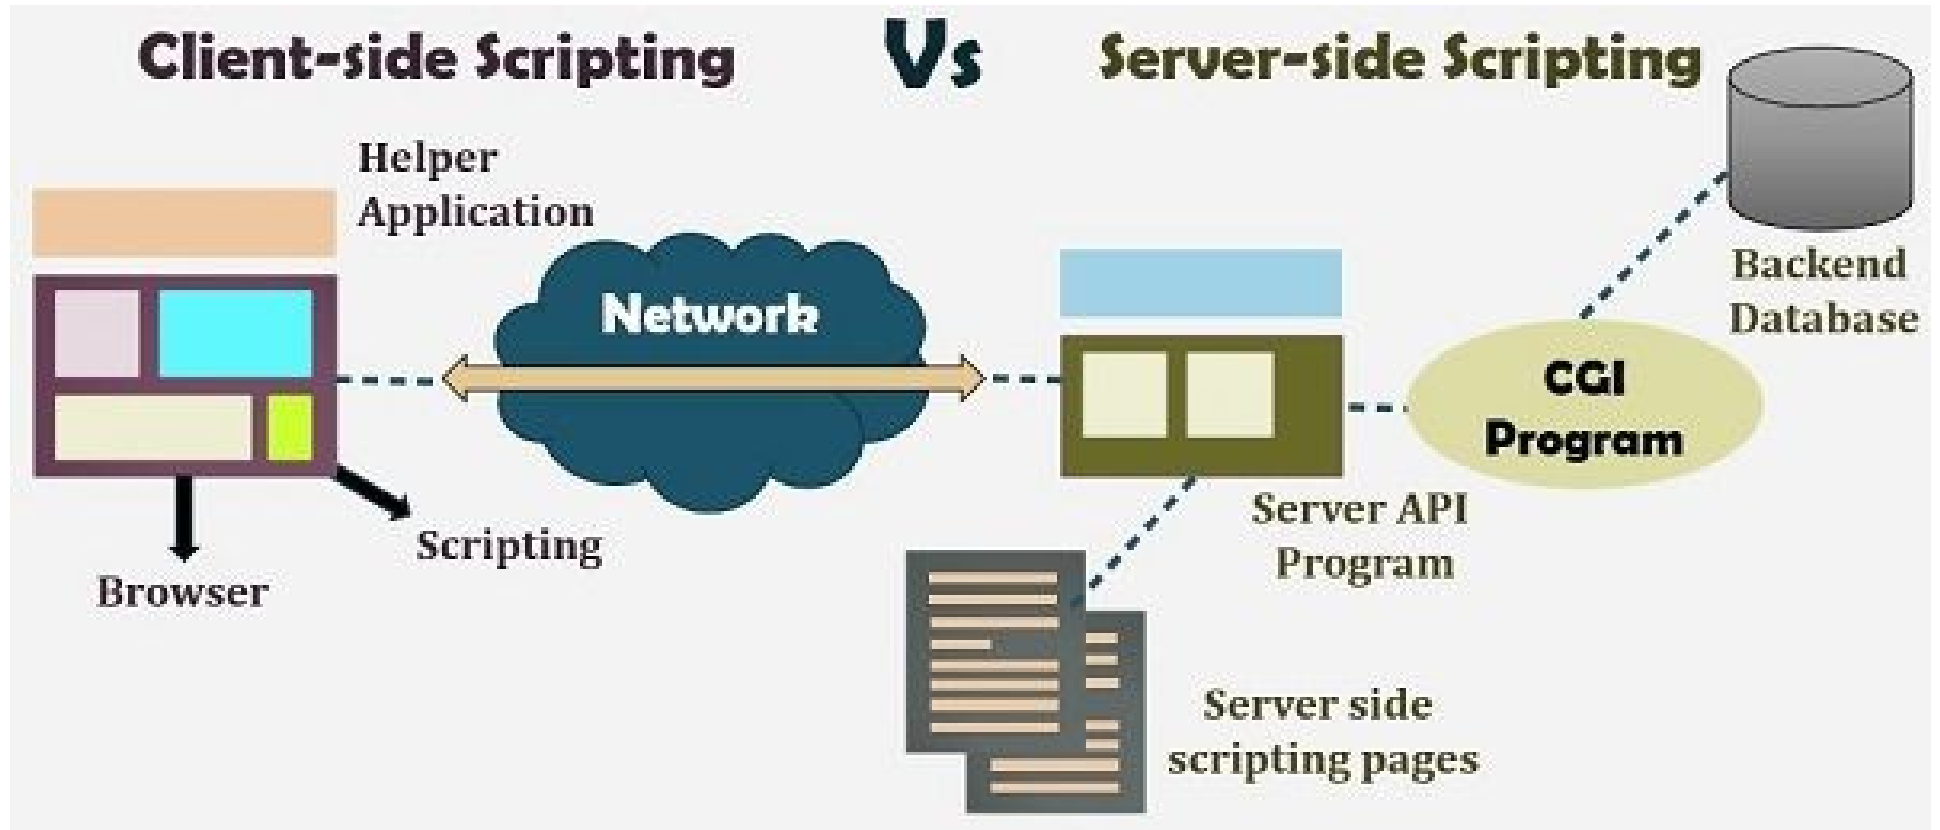 Client-side Scripting Vs Server-side Scripting
Helper
Application
Network
Backend
Database
CGI
Program
Server API
Program
Scripting
Browser
Server side
scripting pages